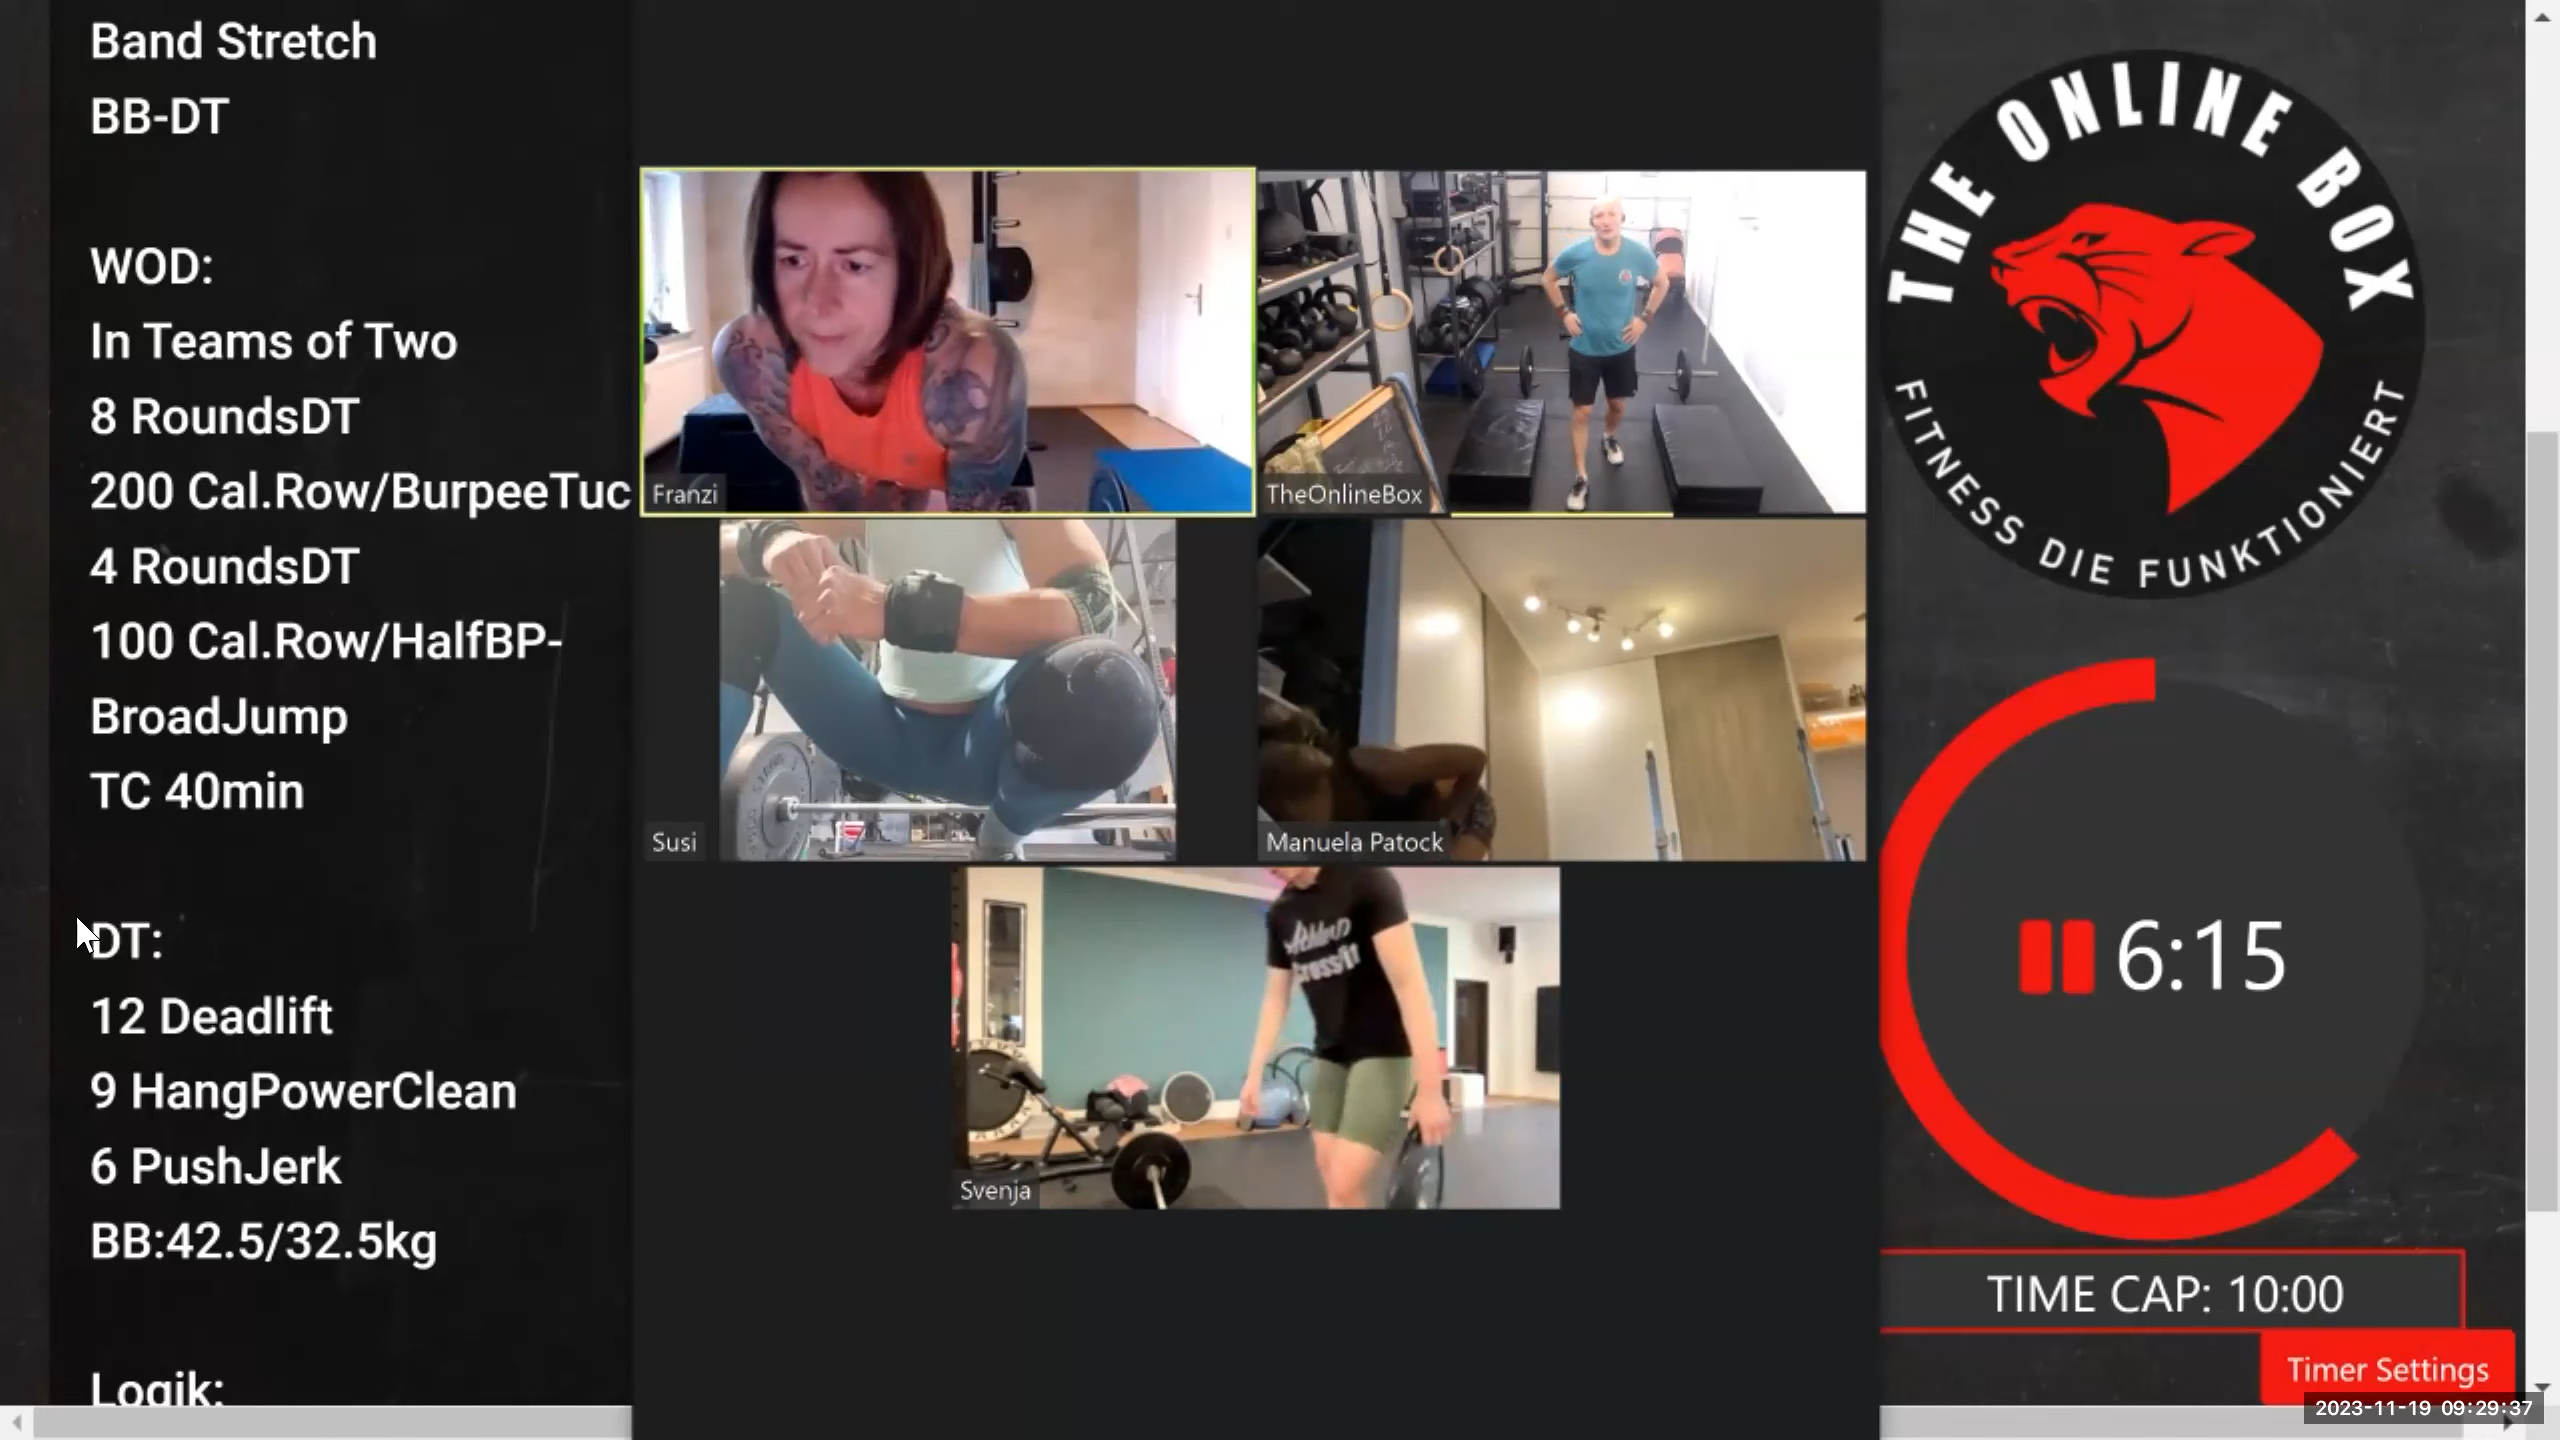 Band Stretch
BB-DT
WOD:
In Teams of Two
8 RoundsDT
200 Cal.Row/BurpeeTuc
4 RoundsDT
100 Cal.Row/HalfBP-
BroadJump
TC 40min
DT:
12 Deadlift
9 HangPowerClean
6 PushJerk
BB:42.5/32.5kg
Logik:
Franzi
TheOnlineBox
Susi
Manuela Patock
Svenja
THE ONLINE BOX
FITNESS DIE FUNKTIONIERT
6:15
TIME CAP: 10:00
Timer Settings
2023-11-19 09:29:37